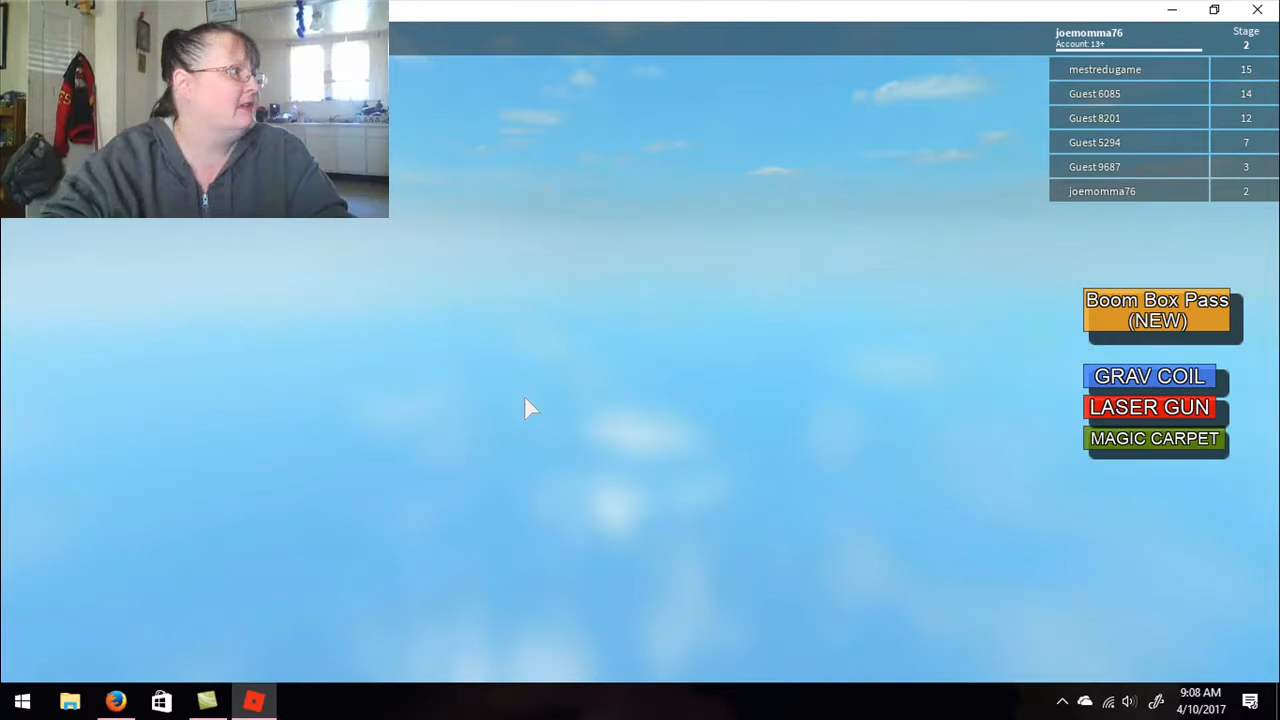 joemomma76
Account: 13+
Stage
2
mestredugame 15
Guest 6085 14
Guest 8201 12
Guest 5294 7
Guest 9687 3
joemomma76 2
Boom Box Pass
(NEW)
GRAV COIL
LASER GUN
MAGIC CARPET
9:08 AM
4/10/2017